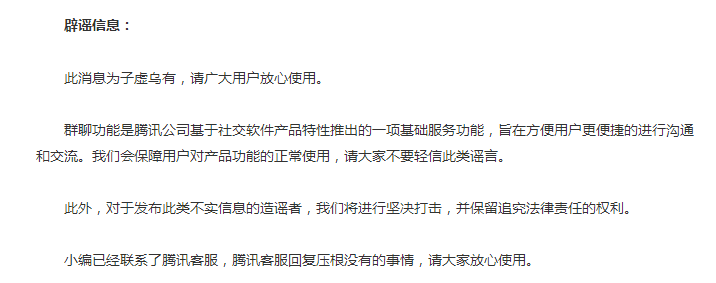 辟谣信息：
此消息为子虚乌有，请广大用户放心使用。
群聊功能是腾讯公司基于社交软件产品特性推出的一项基础服务功能，旨在方便用户更便捷的进行沟通
和交流。我们会保障用户对产品功能的正常使用，请大家不要轻信此类谣言。
此外，对于发布此类不实信息的造谣者，我们将进行坚决打击，并保留追究法律责任的权利。
小编已经联系了腾讯客服，腾讯客服回复压根没有的事情，请大家放心使用。